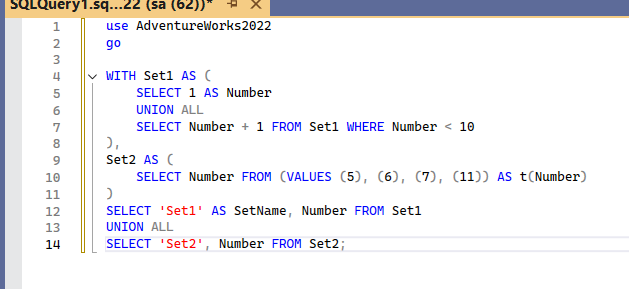 SQLQuery1.sq...22 (sa (62))*
1 use AdventureWorks2022
2 go
3
4 WITH Set1 AS (
5 SELECT 1 AS Number
6 UNION ALL
7 SELECT Number + 1 FROM Set1 WHERE Number < 10
8 ),
9 Set2 AS (
10 SELECT Number FROM (VALUES (5), (6), (7), (11)) AS t(Number)
11 )
12 SELECT 'Set1' AS SetName, Number FROM Set1
13 UNION ALL
14 SELECT 'Set2', Number FROM Set2;